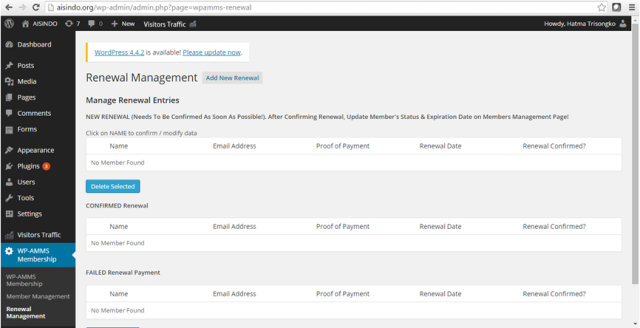 aisindo.org/wp-admin/admin.php?page=wpamms-renewal
AISINDO 7 0 + New Visitors Traffic Howdy, Hatma Trisongko
Dashboard
Posts
Media
Pages
Comments
Forms
Appearance
Plugins 3
Users
Tools
Settings
Visitors Traffic
WP-AMMS
Membership
WP-AMMS
Membership
Member Management
Renewal
Management
WordPress 4.4.2 is available! Please update now.
Renewal Management Add New Renewal
Manage Renewal Entries
NEW RENEWAL (Needs To Be Confirmed As Soon As Possible!). After Confirming Renewal, Update Member's Status & Expiration Date on Members Management Page!
Click on NAME to confirm / modify data
Name Email Address Proof of Payment Renewal Date Renewal Confirmed?
No Member Found
Delete Selected
CONFIRMED Renewal
Name Email Address Proof of Payment Renewal Date Renewal Confirmed?
No Member Found
FAILED Renewal Payment
Name Email Address Proof of Payment Renewal Date Renewal Confirmed?
No Member Found